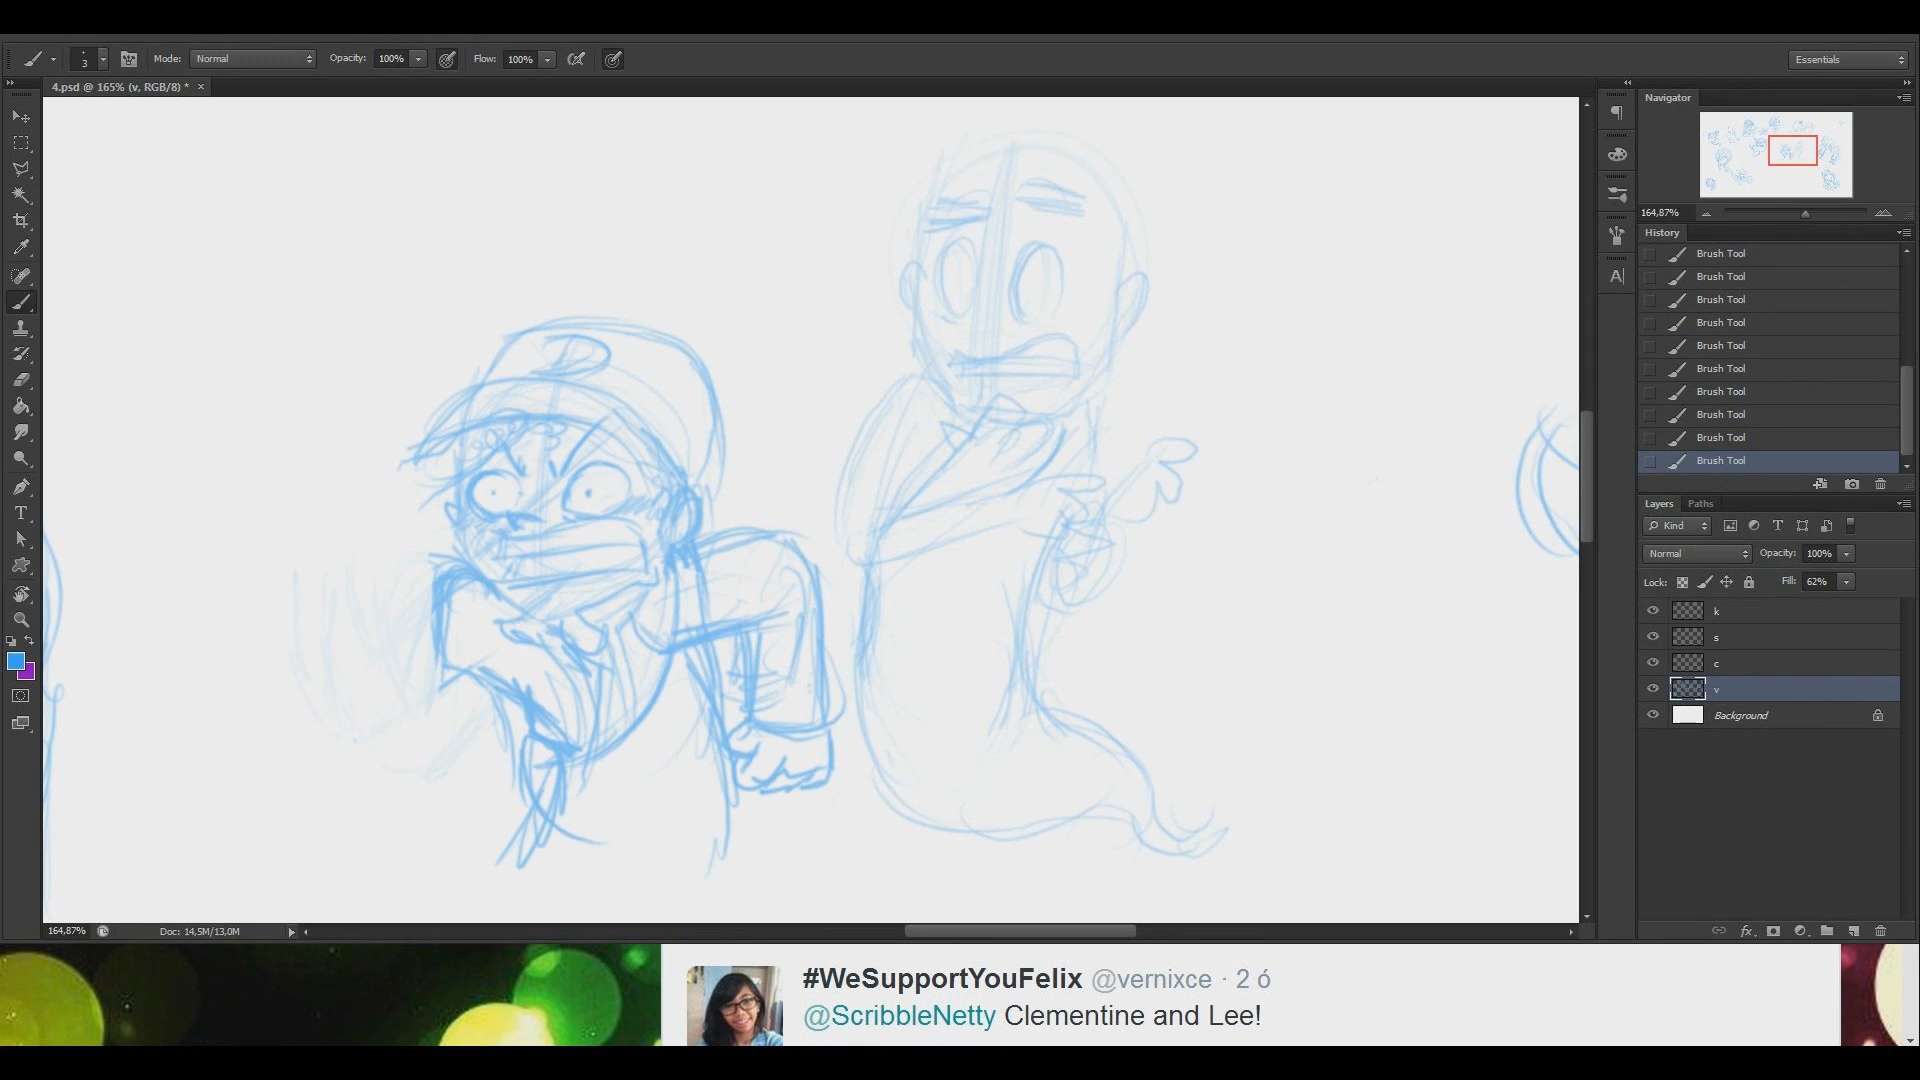 3 Mode: Normal Opacity: 100% Flow: 100% Essentials
4.psd @ 165% (v, RGB/8) * ×
Navigator
164,87%
History
Brush Tool
Brush Tool
Brush Tool
Brush Tool
Brush Tool
Brush Tool
Brush Tool
Brush Tool
Brush Tool
Brush Tool
Layers Paths
Kind
Normal Opacity: 100%
Lock: Fill: 62%
k
s
c
v
Background
D
164,87% Doc: 14,5M/13,0M
#WeSupportYouFelix @vernixce · 2 ó
@ScribbleNetty Clementine and Lee!